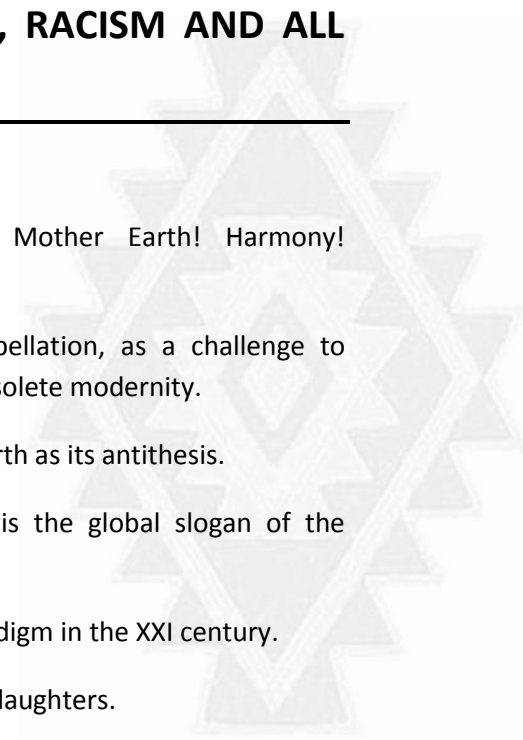 , RACISM AND ALL
Mother Earth! Harmony!
pellation, as a challenge to
solete modernity.
rth as its antithesis.
is the global slogan of the
digm in the XXI century.
daughters.